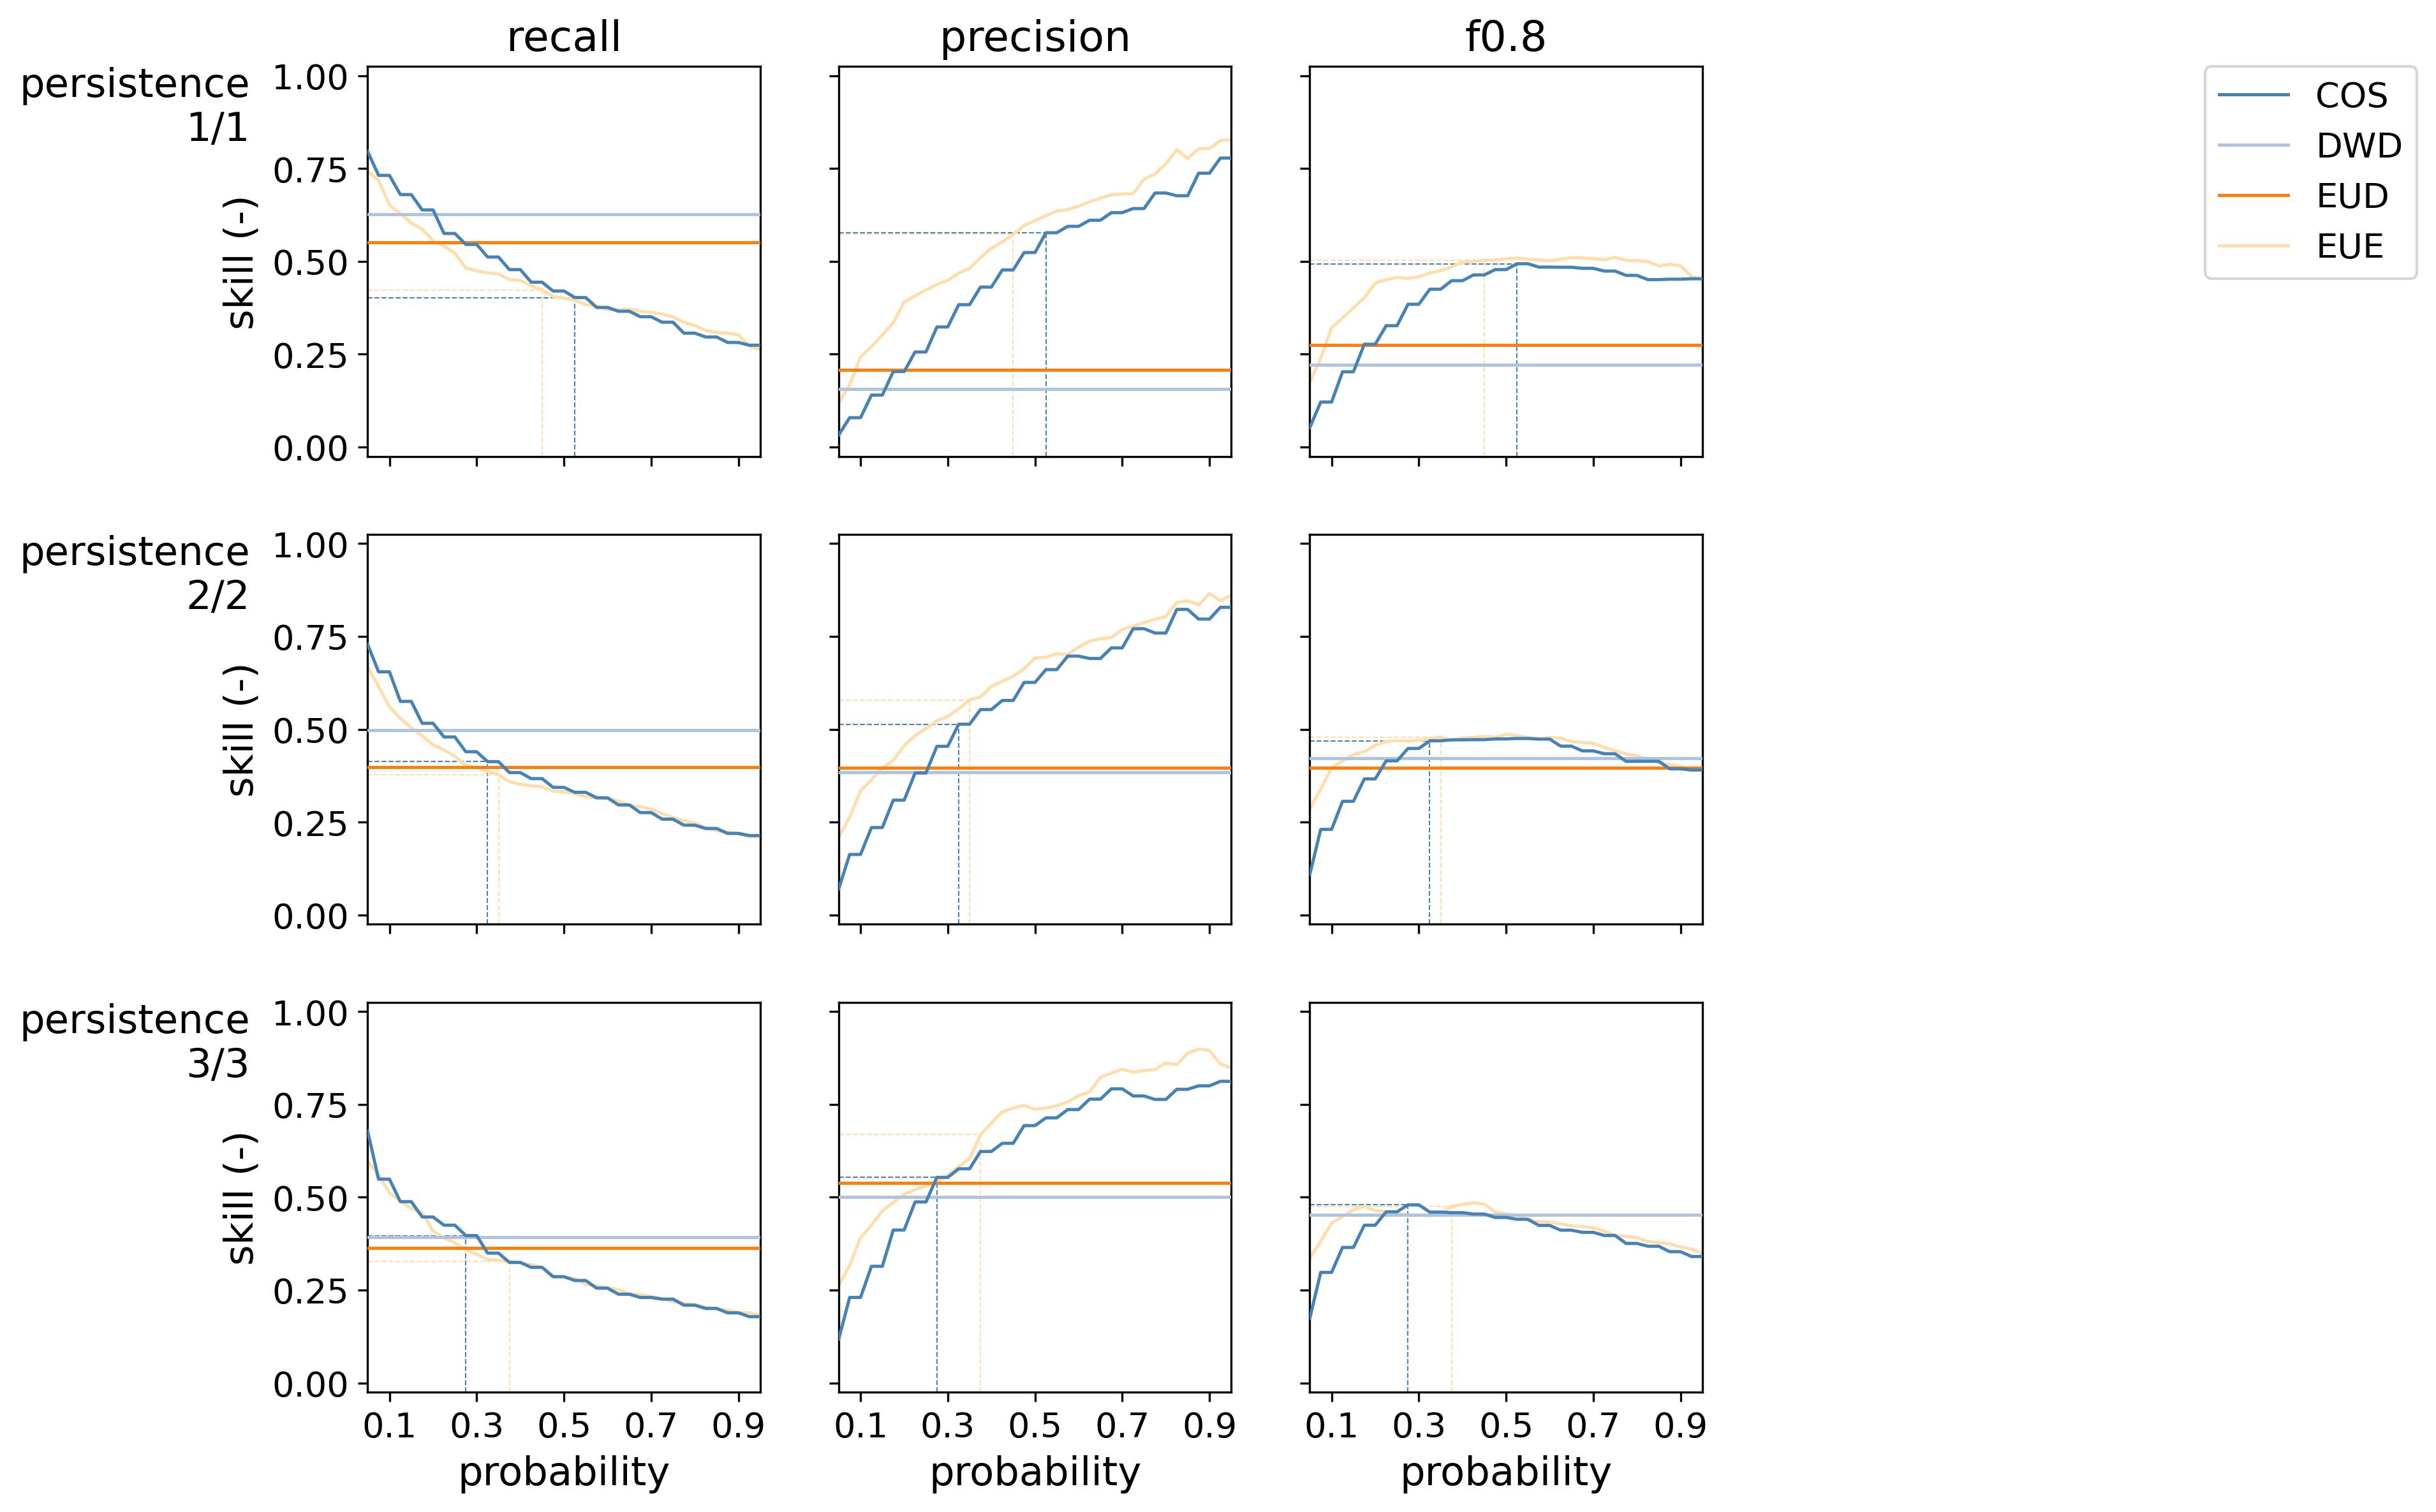 recall
precision
f0.8
persistence
1/1
1.00
0.75
0.50
0.25
0.00
skill (-)
COS
DWD
EUD
EUE
persistence
2/2
1.00
0.75
0.50
0.25
0.00
skill (-)
persistence
3/3
1.00
0.75
0.50
0.25
0.00
skill (-)
0.1 0.3 0.5 0.7 0.9
0.1 0.3 0.5 0.7 0.9
0.1 0.3 0.5 0.7 0.9
probability
probability
probability